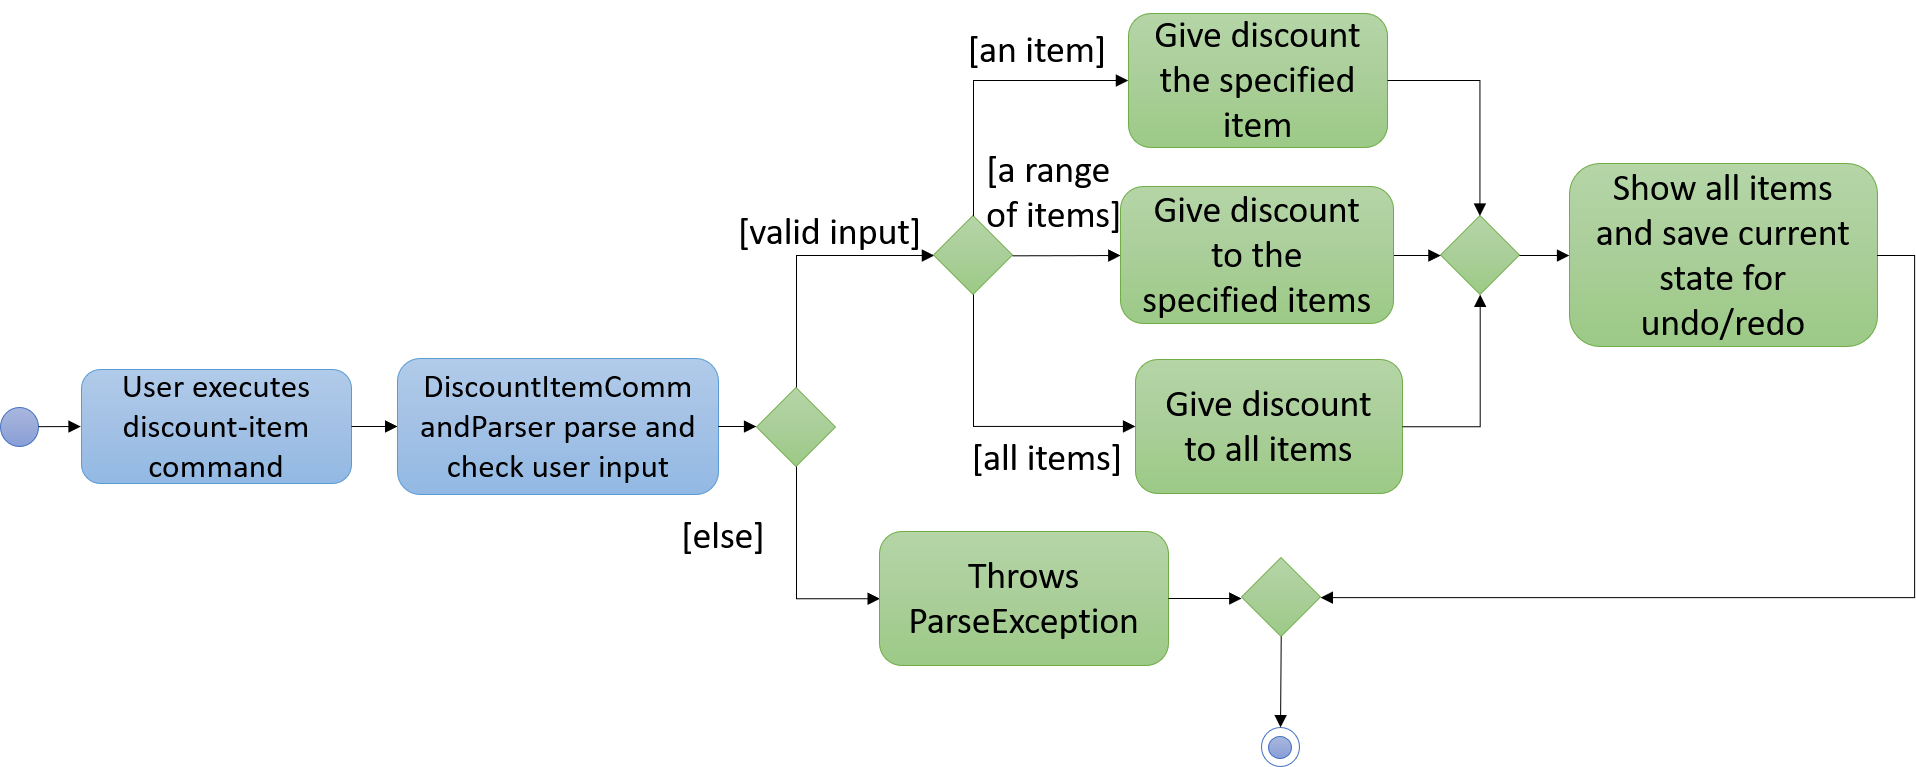 [an item]
Give discount
the specified
item
[a range
of items]
Give discount
to the
specified items
Show all items
and save current
state for
undo/redo
[valid input]
User executes
discount-item
command
DiscountItemComm
andParser parse and
check user input
[all items]
Give discount
to all items
[else]
Throws
ParseException